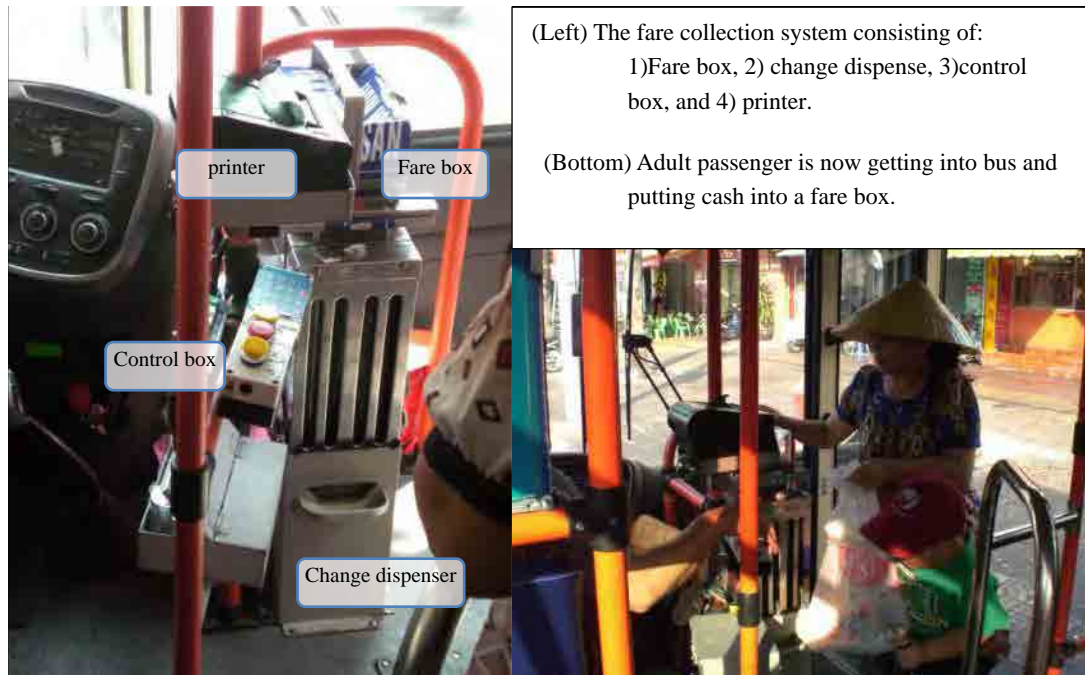 (Left) The fare collection system consisting of:
1)Fare box, 2) change dispense, 3)control
box, and 4) printer.
(Bottom) Adult passenger is now getting into bus and
putting cash into a fare box.
printer
Fare box
SAN
Control box
Change dispenser